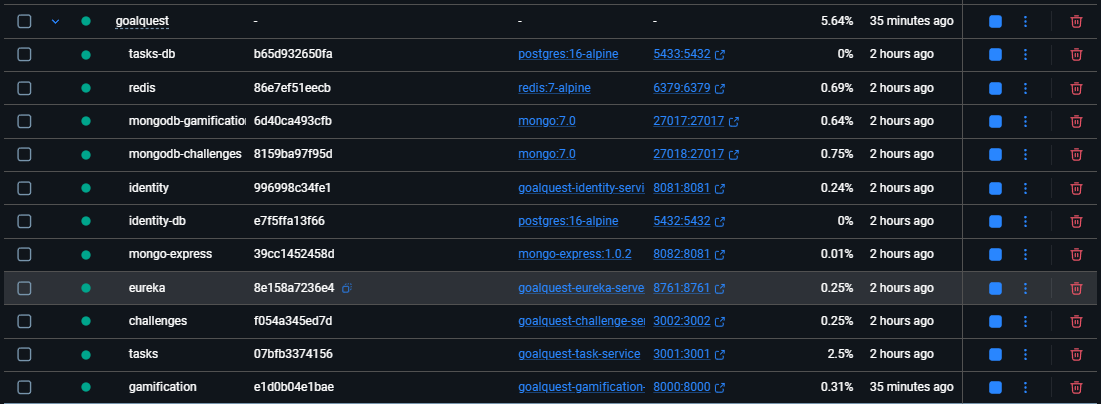 goalquest - - - 5.64% 35 minutes ago
tasks-db b65d932650fa postgres:16-alpine 5433:5432 0% 2 hours ago
redis 86e7ef51eecb redis:7-alpine 6379:6379 0.69% 2 hours ago
mongodb-gamificatio 6d40ca493cfb mongo:7.0 27017:27017 0.64% 2 hours ago
mongodb-challenges 8159ba97f95d mongo:7.0 27018:27017 0.75% 2 hours ago
identity 996998c34fe1 goalquest-identity-servi 8081:8081 0.24% 2 hours ago
identity-db e7f5ffa13f66 postgres:16-alpine 5432:5432 0% 2 hours ago
mongo-express 39cc1452458d mongo-express:1.0.2 8082:8081 0.01% 2 hours ago
eureka 8e158a7236e4 goalquest-eureka-serve 8761:8761 0.25% 2 hours ago
challenges f054a345ed7d goalquest-challenge-se 3002:3002 0.25% 2 hours ago
tasks 07bfb3374156 goalquest-task-service 3001:3001 2.5% 2 hours ago
gamification e1d0b04e1bae goalquest-gamification- 8000:8000 0.31% 35 minutes ago